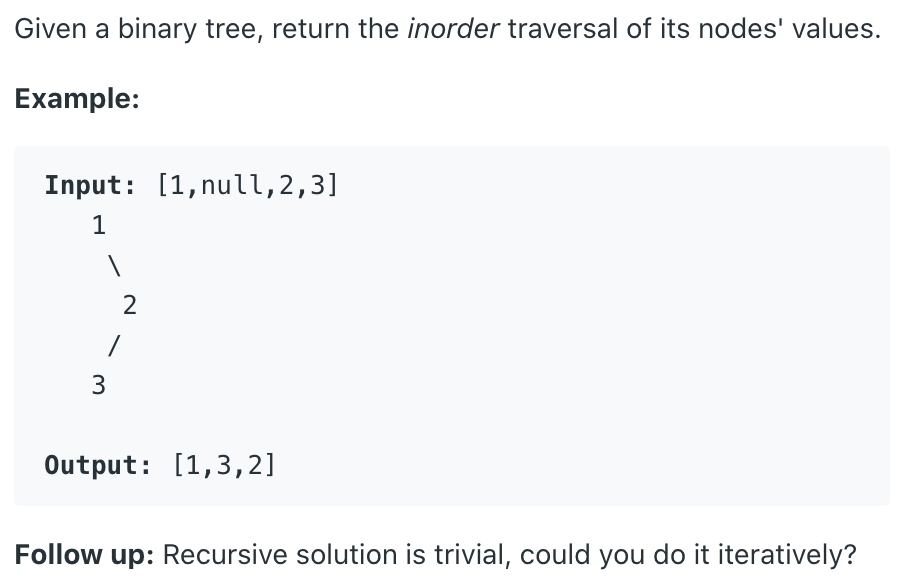 Given a binary tree, return the inorder traversal of its nodes' values.
Example:
Input: [1,null,2,3]
   1
    \
     2
    /
   3
Output: [1,3,2]
Follow up: Recursive solution is trivial, could you do it iteratively?